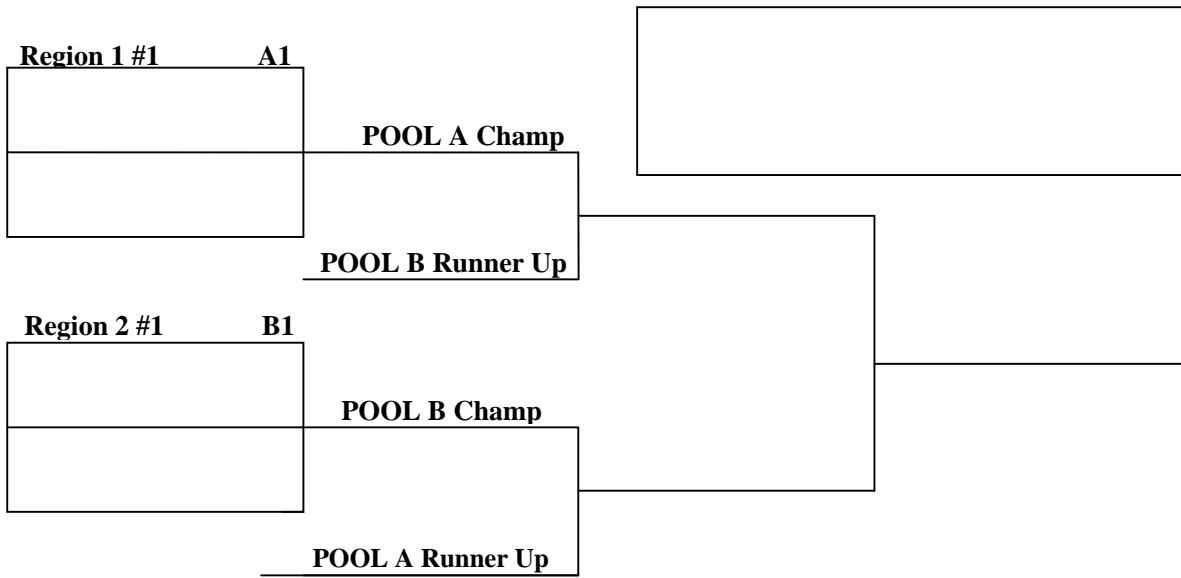 Region 1 #1 A1
POOL A Champ
POOL B Runner Up
Region 2 #1 B1
POOL B Champ
POOL A Runner Up